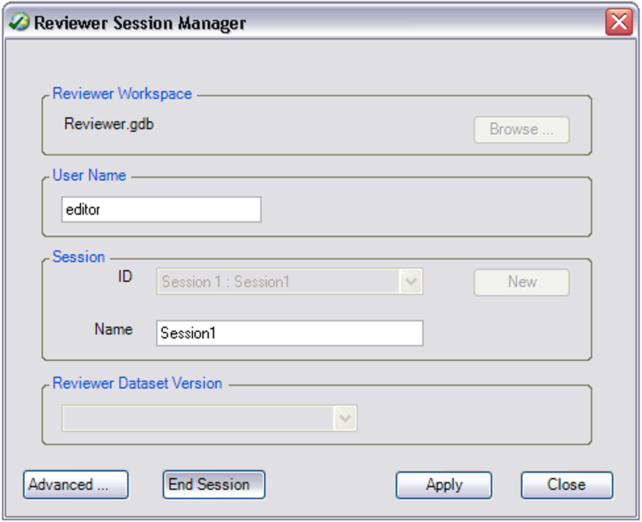 Reviewer Session Manager
Reviewer Workspace
Reviewer.gdb
Browse ...
User Name
editor
Session
ID
Session 1 : Session1
New
Name
Session1
Reviewer Dataset Version
Advanced ...
End Session
Apply
Close